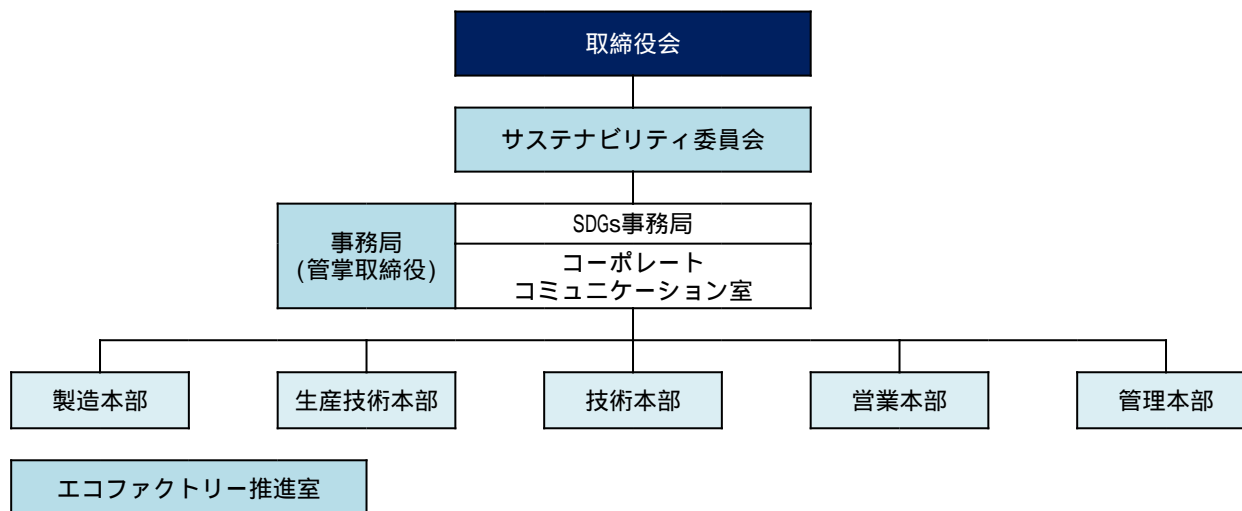 取締役会
サステナビリティ委員会
事務局
(管掌取締役)
SDGs事務局
コーポレート
コミュニケーション室
製造本部
生産技術本部
技術本部
営業本部
管理本部
エコファクトリー推進室